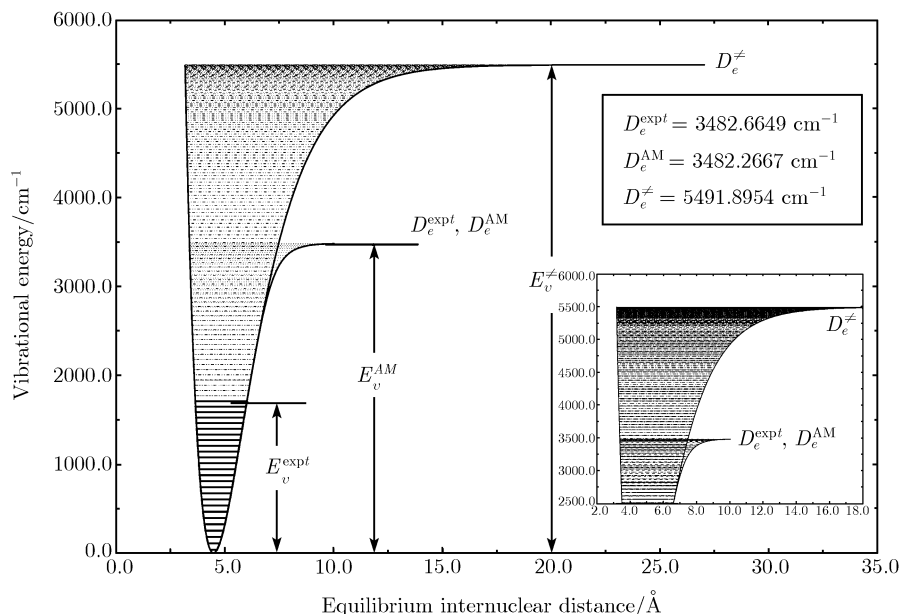 6000.0
5000.0
4000.0
3000.0
2000.0
1000.0
0.0
Vibrational energy/cm⁻¹
0.0 5.0 10.0 15.0 20.0 25.0 30.0 35.0
Equilibrium internuclear distance/Å
D_e^≠
D_e^expt = 3482.6649 cm⁻¹
D_e^AM = 3482.2667 cm⁻¹
D_e^≠ = 5491.8954 cm⁻¹
D_e^expt, D_e^AM
E_v^≠
E_v^AM
E_v^expt
6000.0
5500.0
5000.0
4500.0
4000.0
3500.0
3000.0
2500.0
D_e^≠
D_e^expt, D_e^AM
2.0 4.0 6.0 8.0 10.0 12.0 14.0 16.0 18.0